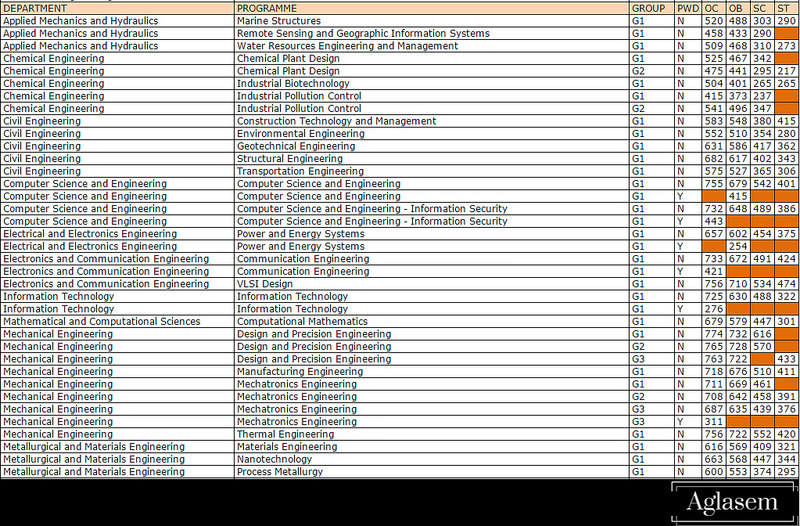 DEPARTMENT PROGRAMME GROUP PWD OC OB SC ST
Applied Mechanics and Hydraulics Marine Structures G1 N 520 488 303 290
Applied Mechanics and Hydraulics Remote Sensing and Geographic Information Systems G1 N 458 433 290
Applied Mechanics and Hydraulics Water Resources Engineering and Management G1 N 509 468 310 273
Chemical Engineering Chemical Plant Design G1 N 525 467 342
Chemical Engineering Chemical Plant Design G2 N 475 441 295 217
Chemical Engineering Industrial Biotechnology G1 N 504 401 265 265
Chemical Engineering Industrial Pollution Control G1 N 415 373 237
Chemical Engineering Industrial Pollution Control G2 N 541 496 347
Civil Engineering Construction Technology and Management G1 N 583 548 380 415
Civil Engineering Environmental Engineering G1 N 552 510 354 280
Civil Engineering Geotechnical Engineering G1 N 631 586 417 362
Civil Engineering Structural Engineering G1 N 682 617 402 343
Civil Engineering Transportation Engineering G1 N 575 527 365 306
Computer Science and Engineering Computer Science and Engineering G1 N 755 679 542 401
Computer Science and Engineering Computer Science and Engineering G1 Y 415
Computer Science and Engineering Computer Science and Engineering - Information Security G1 N 732 648 489 386
Computer Science and Engineering Computer Science and Engineering - Information Security G1 Y 443
Electrical and Electronics Engineering Power and Energy Systems G1 N 657 602 454 375
Electrical and Electronics Engineering Power and Energy Systems G1 Y 254
Electronics and Communication Engineering Communication Engineering G1 N 733 672 491 424
Electronics and Communication Engineering Communication Engineering G1 Y 421
Electronics and Communication Engineering VLSI Design G1 N 756 710 534 474
Information Technology Information Technology G1 N 725 630 488 322
Information Technology Information Technology G1 Y 276
Mathematical and Computational Sciences Computational Mathematics G1 N 679 579 447 301
Mechanical Engineering Design and Precision Engineering G1 N 774 732 616
Mechanical Engineering Design and Precision Engineering G2 N 765 728 570
Mechanical Engineering Design and Precision Engineering G3 N 763 722 433
Mechanical Engineering Manufacturing Engineering G1 N 718 676 510 411
Mechanical Engineering Mechatronics Engineering G1 N 711 669 461
Mechanical Engineering Mechatronics Engineering G2 N 708 642 458 391
Mechanical Engineering Mechatronics Engineering G3 N 687 635 439 376
Mechanical Engineering Mechatronics Engineering G3 Y 311
Mechanical Engineering Thermal Engineering G1 N 756 722 552 420
Metallurgical and Materials Engineering Materials Engineering G1 N 616 569 409 321
Metallurgical and Materials Engineering Nanotechnology G1 N 663 568 447 344
Metallurgical and Materials Engineering Process Metallurgy G1 N 600 553 374 295
Aglasem